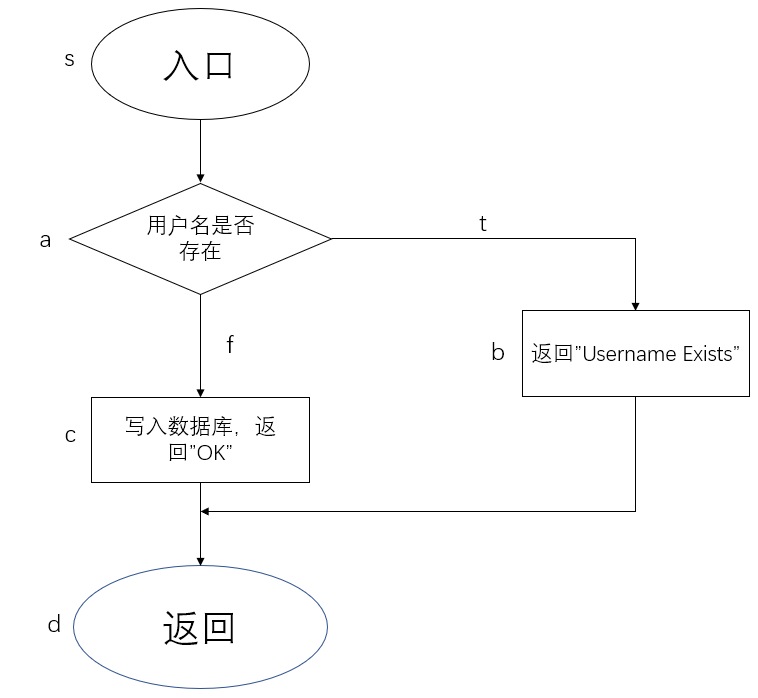 s
入口
a
用户名是否
存在
t
f
b
返回”Username Exists”
c
写入数据库，返
回”OK”
d
返回